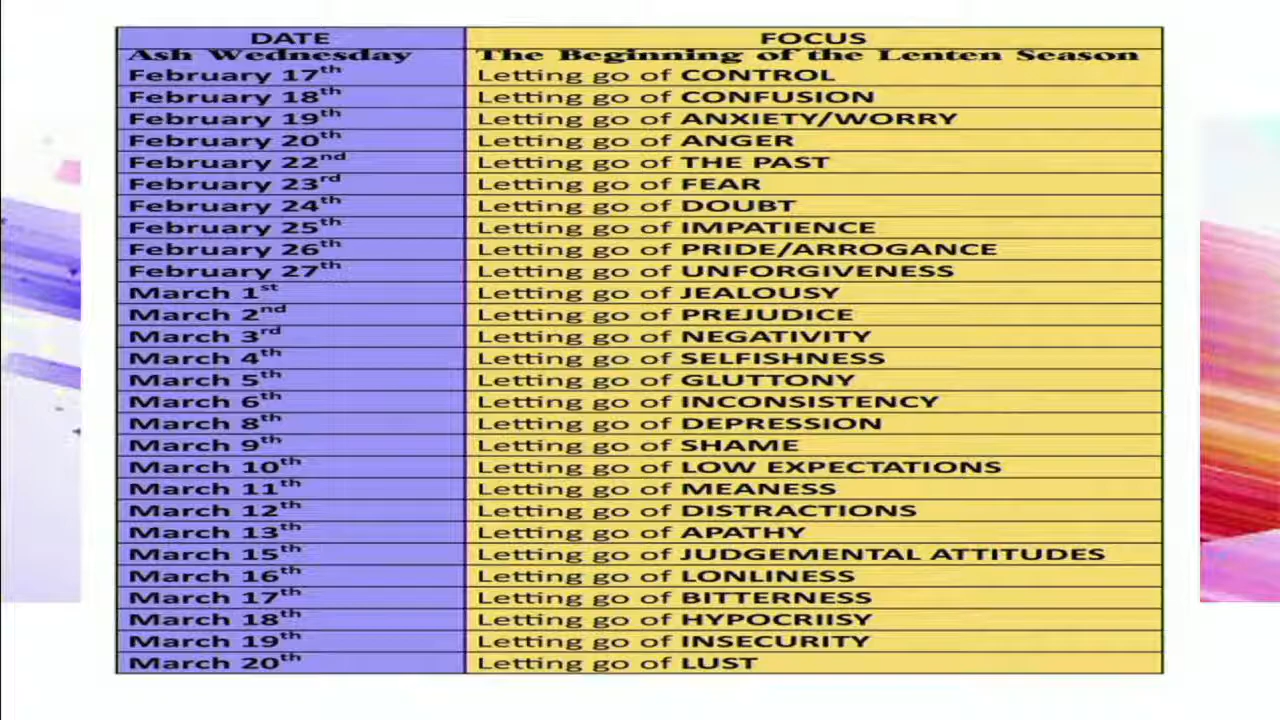 DATE FOCUS
Ash Wednesday The Beginning of the Lenten Season
February 17th Letting go of CONTROL
February 18th Letting go of CONFUSION
February 19th Letting go of ANXIETY/WORRY
February 20th Letting go of ANGER
February 22nd Letting go of THE PAST
February 23rd Letting go of FEAR
February 24th Letting go of DOUBT
February 25th Letting go of IMPATIENCE
February 26th Letting go of PRIDE/ARROGANCE
February 27th Letting go of UNFORGIVENESS
March 1st Letting go of JEALOUSY
March 2nd Letting go of PREJUDICE
March 3rd Letting go of NEGATIVITY
March 4th Letting go of SELFISHNESS
March 5th Letting go of GLUTTONY
March 6th Letting go of INCONSISTENCY
March 8th Letting go of DEPRESSION
March 9th Letting go of SHAME
March 10th Letting go of LOW EXPECTATIONS
March 11th Letting go of MEANESS
March 12th Letting go of DISTRACTIONS
March 13th Letting go of APATHY
March 15th Letting go of JUDGEMENTAL ATTITUDES
March 16th Letting go of LONLINESS
March 17th Letting go of BITTERNESS
March 18th Letting go of HYPOCRIISY
March 19th Letting go of INSECURITY
March 20th Letting go of LUST